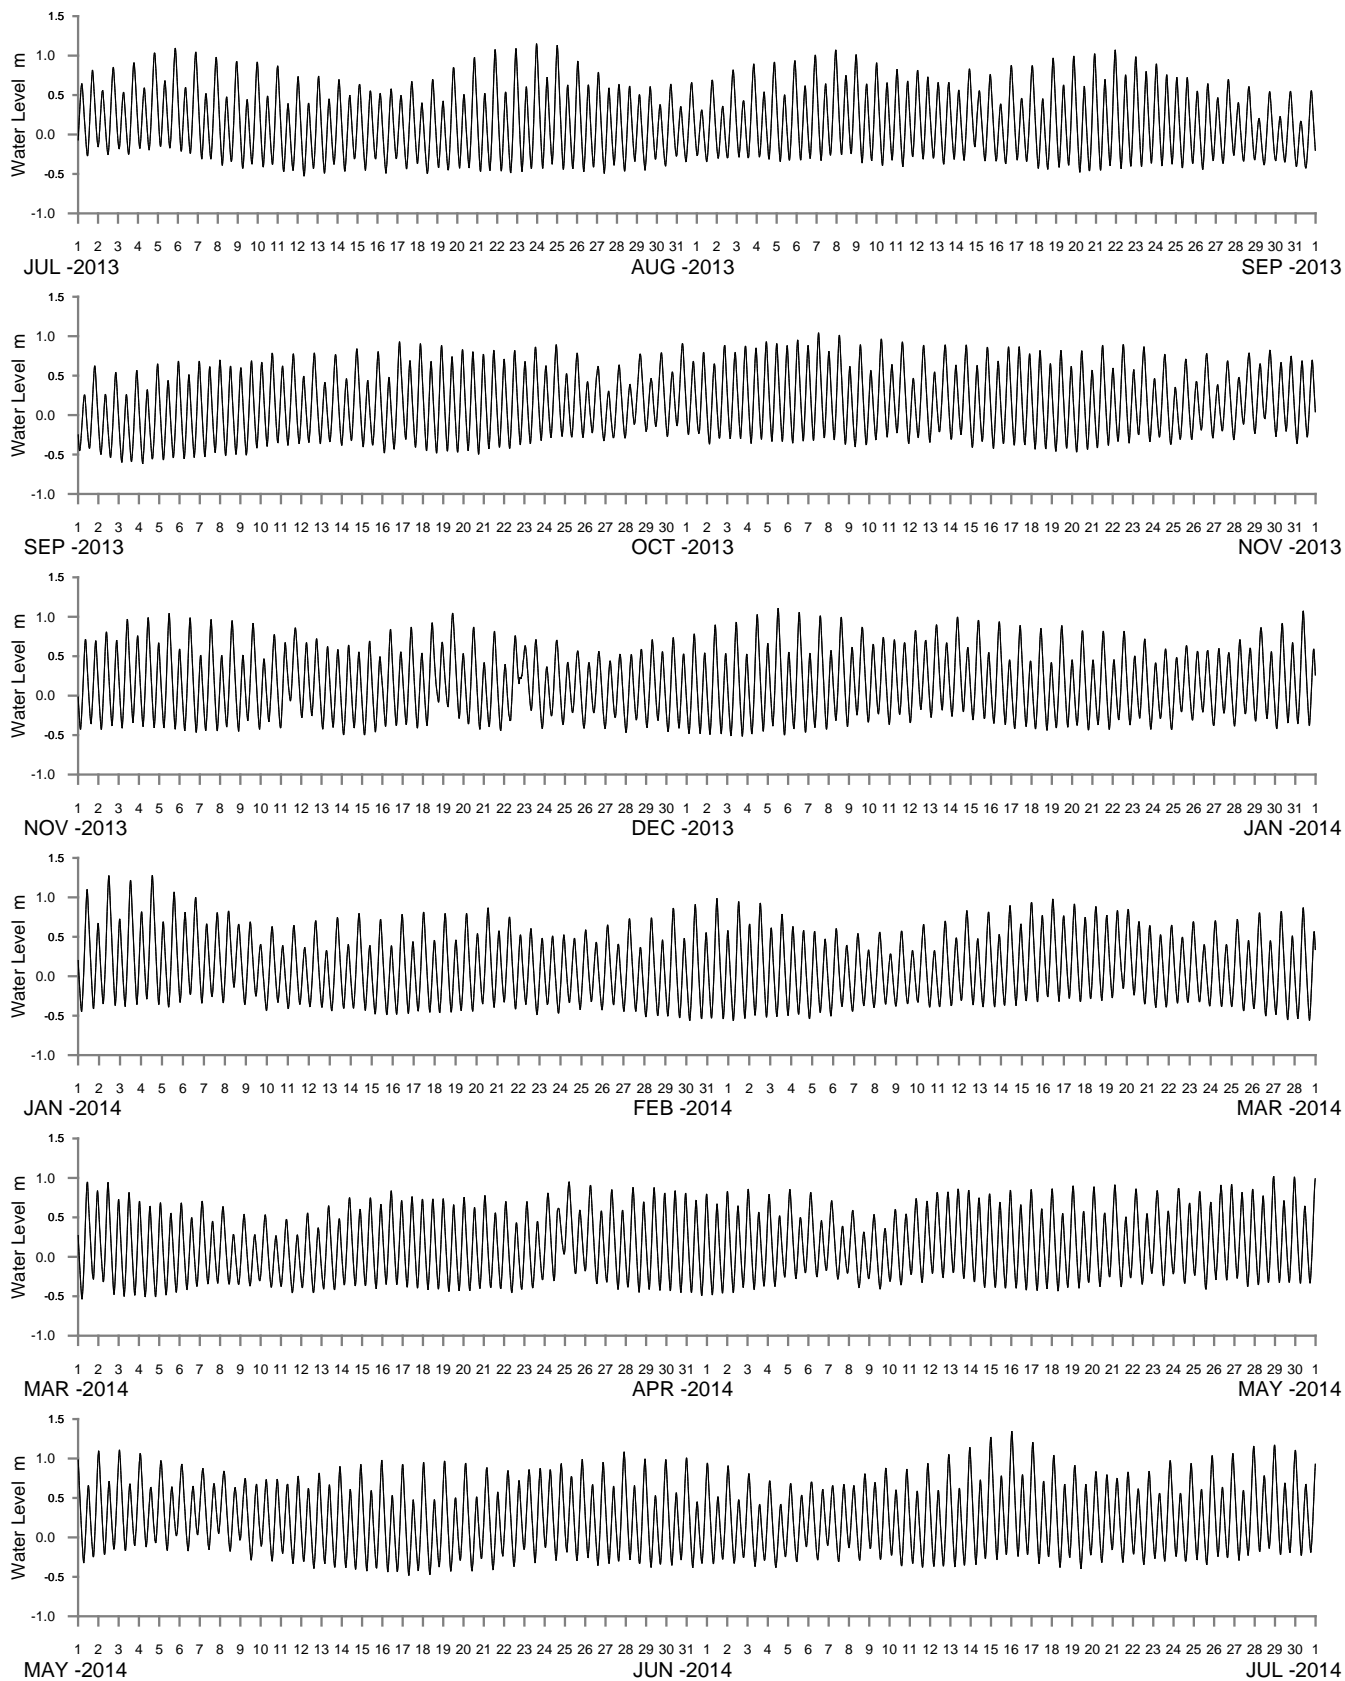 1.5
1.0
0.5
0.0
-0.5
-1.0
Water Level m
1 2 3 4 5 6 7 8 9 10 11 12 13 14 15 16 17 18 19 20 21 22 23 24 25 26 27 28 29 30 31 1 2 3 4 5 6 7 8 9 10 11 12 13 14 15 16 17 18 19 20 21 22 23 24 25 26 27 28 29 30 31 1
JUL -2013 AUG -2013 SEP -2013
1.5
1.0
0.5
0.0
-0.5
-1.0
Water Level m
1 2 3 4 5 6 7 8 9 10 11 12 13 14 15 16 17 18 19 20 21 22 23 24 25 26 27 28 29 30 1 2 3 4 5 6 7 8 9 10 11 12 13 14 15 16 17 18 19 20 21 22 23 24 25 26 27 28 29 30 31 1
SEP -2013 OCT -2013 NOV -2013
1.5
1.0
0.5
0.0
-0.5
-1.0
Water Level m
1 2 3 4 5 6 7 8 9 10 11 12 13 14 15 16 17 18 19 20 21 22 23 24 25 26 27 28 29 30 1 2 3 4 5 6 7 8 9 10 11 12 13 14 15 16 17 18 19 20 21 22 23 24 25 26 27 28 29 30 31 1
NOV -2013 DEC -2013 JAN -2014
1.5
1.0
0.5
0.0
-0.5
-1.0
Water Level m
1 2 3 4 5 6 7 8 9 10 11 12 13 14 15 16 17 18 19 20 21 22 23 24 25 26 27 28 29 30 31 1 2 3 4 5 6 7 8 9 10 11 12 13 14 15 16 17 18 19 20 21 22 23 24 25 26 27 28 1
JAN -2014 FEB -2014 MAR -2014
1.5
1.0
0.5
0.0
-0.5
-1.0
Water Level m
1 2 3 4 5 6 7 8 9 10 11 12 13 14 15 16 17 18 19 20 21 22 23 24 25 26 27 28 29 30 31 1 2 3 4 5 6 7 8 9 10 11 12 13 14 15 16 17 18 19 20 21 22 23 24 25 26 27 28 29 30 1
MAR -2014 APR -2014 MAY -2014
1.5
1.0
0.5
0.0
-0.5
-1.0
Water Level m
1 2 3 4 5 6 7 8 9 10 11 12 13 14 15 16 17 18 19 20 21 22 23 24 25 26 27 28 29 30 31 1 2 3 4 5 6 7 8 9 10 11 12 13 14 15 16 17 18 19 20 21 22 23 24 25 26 27 28 29 30 1
MAY -2014 JUN -2014 JUL -2014